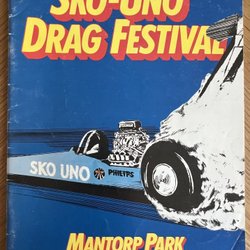 SKO-UNO
DRAG FESTIVAL
SKO UNO PHILIPS
MANTORP PARK